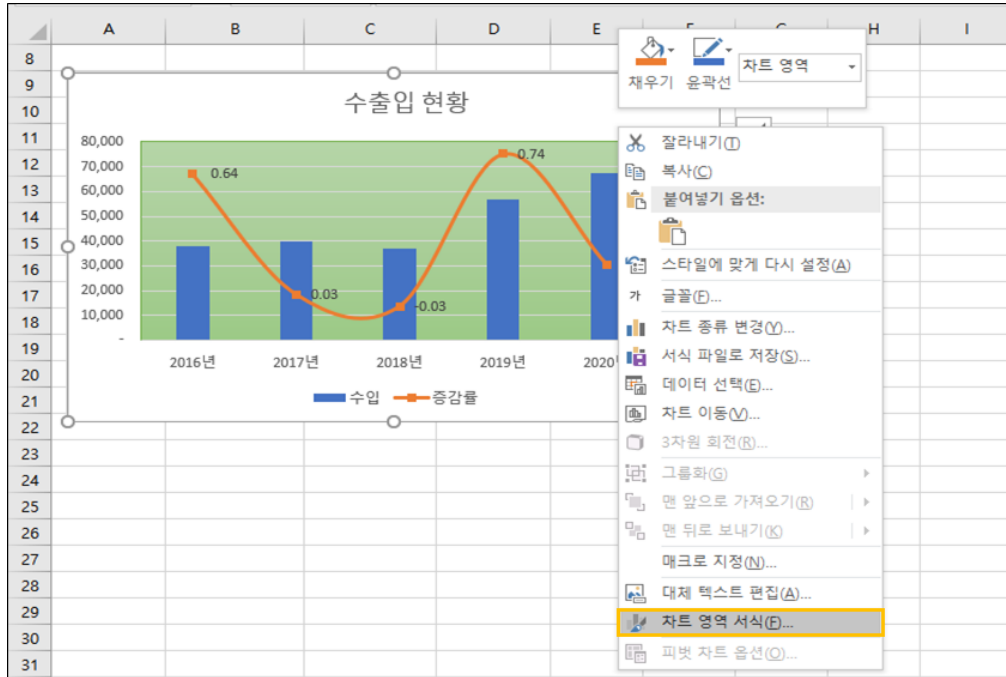 A B C D E F G H I
채우기 윤곽선 차트 영역
8
9
10
11
12
13
14
15
16
17
18
19
20
21
22
23
24
25
26
27
28
29
30
31
수출입 현황
80,000
70,000
60,000
50,000
40,000
30,000
20,000
10,000
-
0.64
0.03
-0.03
0.74
2016년 2017년 2018년 2019년 2020
수입 증감률
잘라내기(T)
복사(C)
붙여넣기 옵션:
스타일에 맞게 다시 설정(A)
가 글꼴(F)...
차트 종류 변경(Y)...
서식 파일로 저장(S)...
데이터 선택(E)...
차트 이동(V)...
3차원 회전(R)...
그룹화(G)
맨 앞으로 가져오기(R)
맨 뒤로 보내기(K)
매크로 지정(N)...
대체 텍스트 편집(A)...
차트 영역 서식(F)...
피벗 차트 옵션(O)...